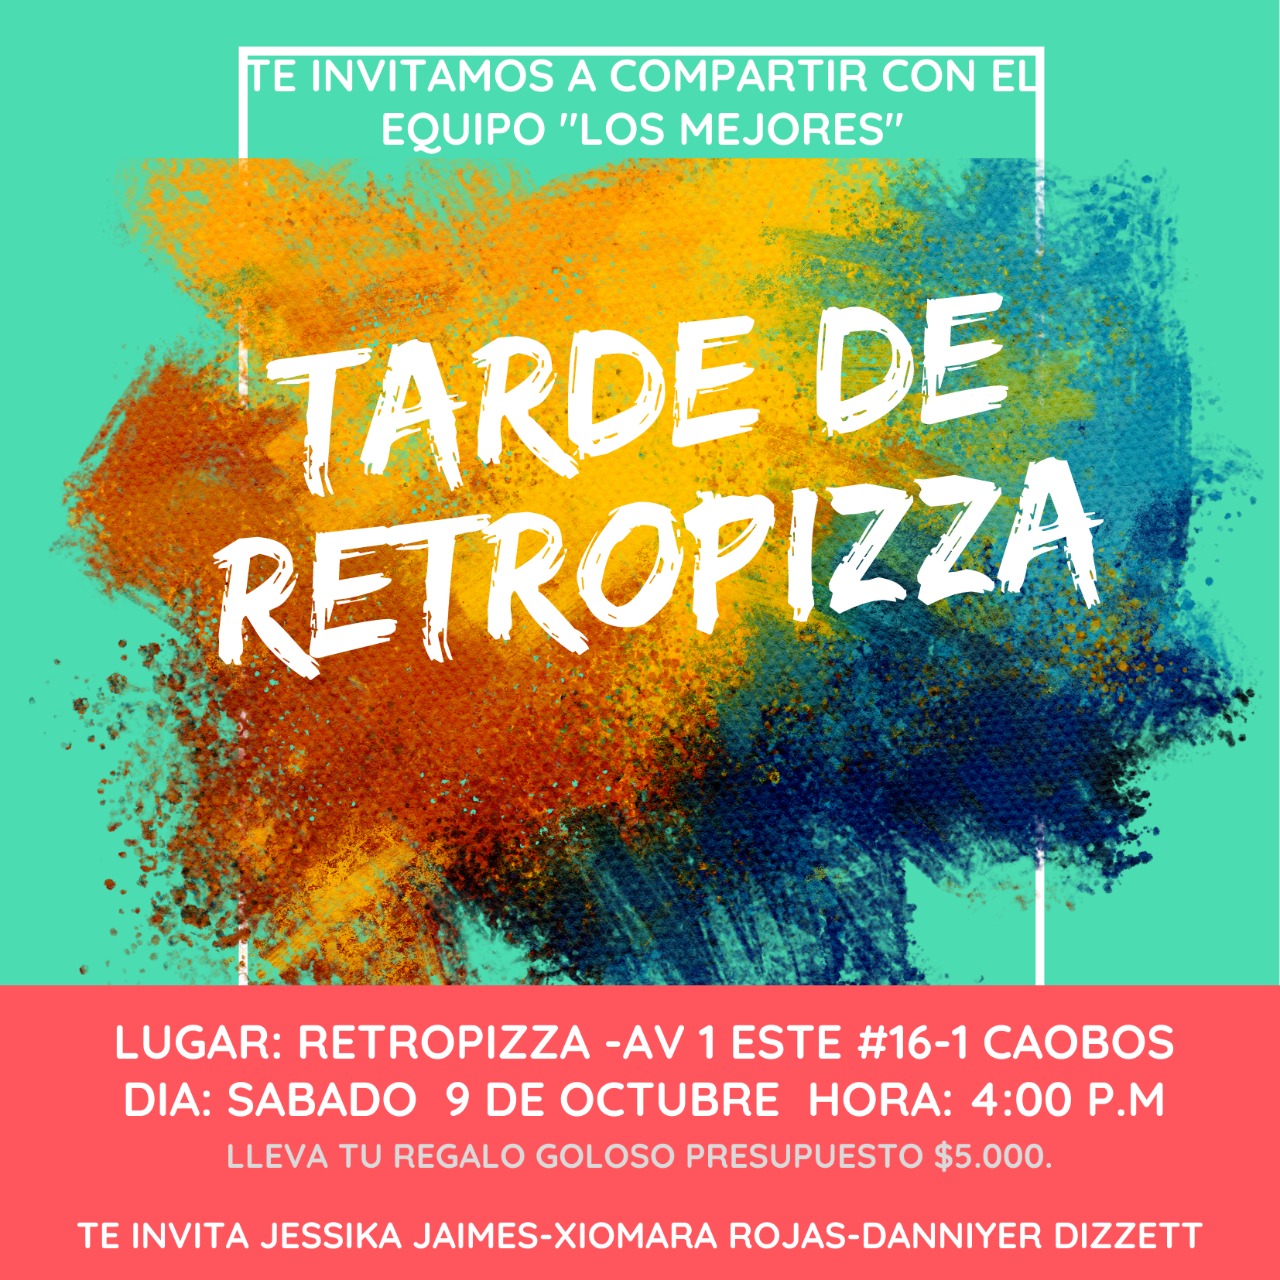 TE INVITAMOS A COMPARTIR CON EL
EQUIPO "LOS MEJORES"
TARDE DE
RETROPIZZA
LUGAR: RETROPIZZA -AV 1 ESTE #16-1 CAOBOS
DIA: SABADO 9 DE OCTUBRE HORA: 4:00 P.M
LLEVA TU REGALO GOLOSO PRESUPUESTO $5.000.
TE INVITA JESSIKA JAIMES-XIOMARA ROJAS-DANNIYER DIZZETT